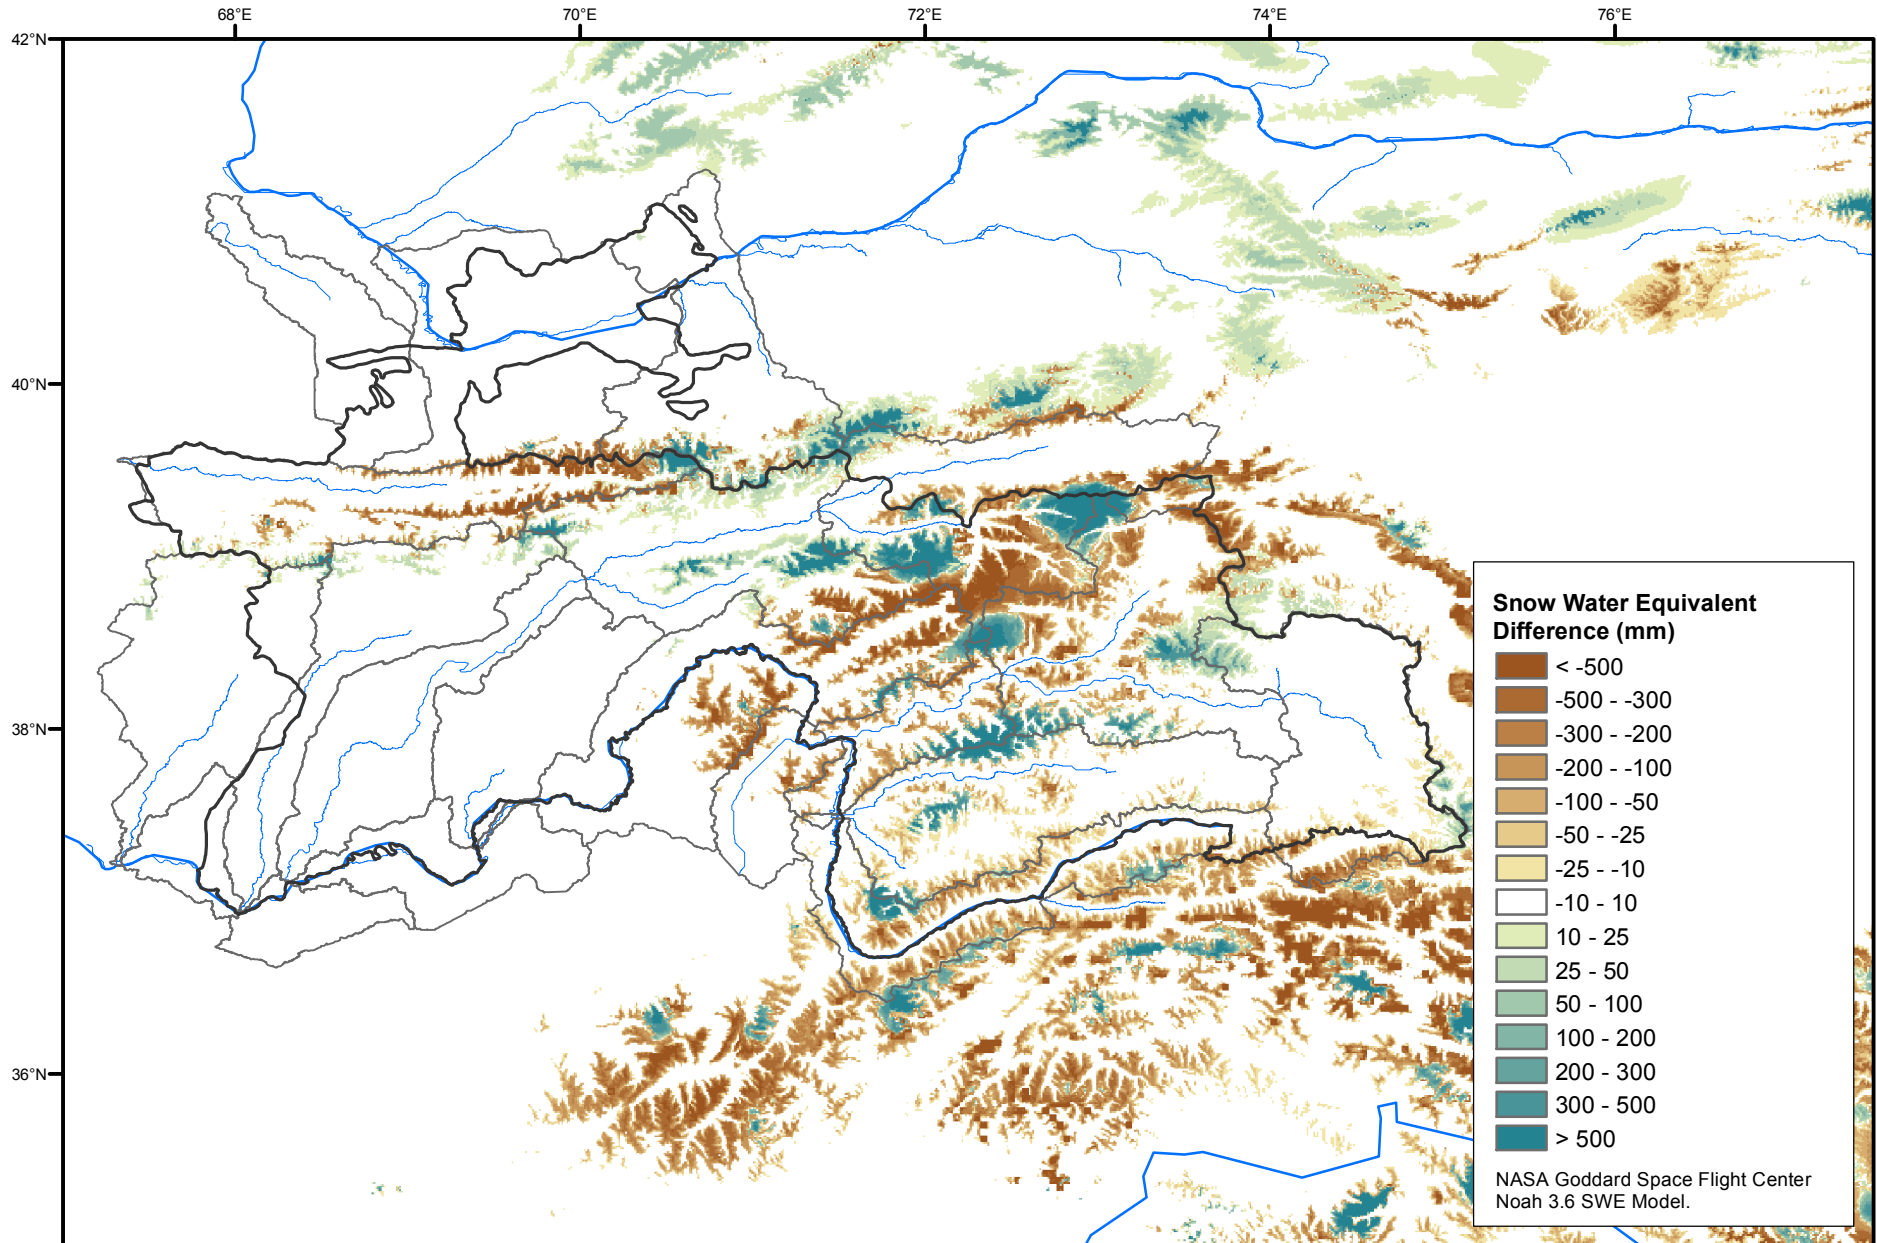 68°E 70°E 72°E 74°E 76°E
42°N
40°N
38°N
36°N
Snow Water Equivalent
Difference (mm)
< -500
-500 - -300
-300 - -200
-200 - -100
-100 - -50
-50 - -25
-25 - -10
-10 - 10
10 - 25
25 - 50
50 - 100
100 - 200
200 - 300
300 - 500
> 500
NASA Goddard Space Flight Center
Noah 3.6 SWE Model.